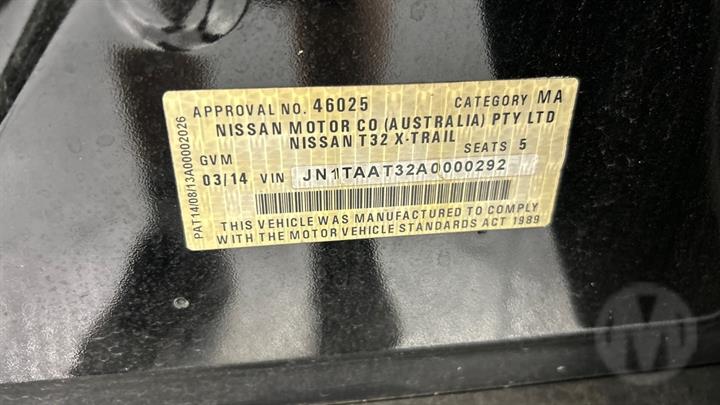 APPROVAL NO. 46025 CATEGORY MA
NISSAN MOTOR CO (AUSTRALIA) PTY LTD
NISSAN T32 X-TRAIL
GVM SEATS 5
03/14 VIN JN1TAAT32A0000292
THIS VEHICLE WAS MANUFACTURED TO COMPLY
WITH THE MOTOR VEHICLE STANDARDS ACT 1989
PAT14/08/13A00002026
M